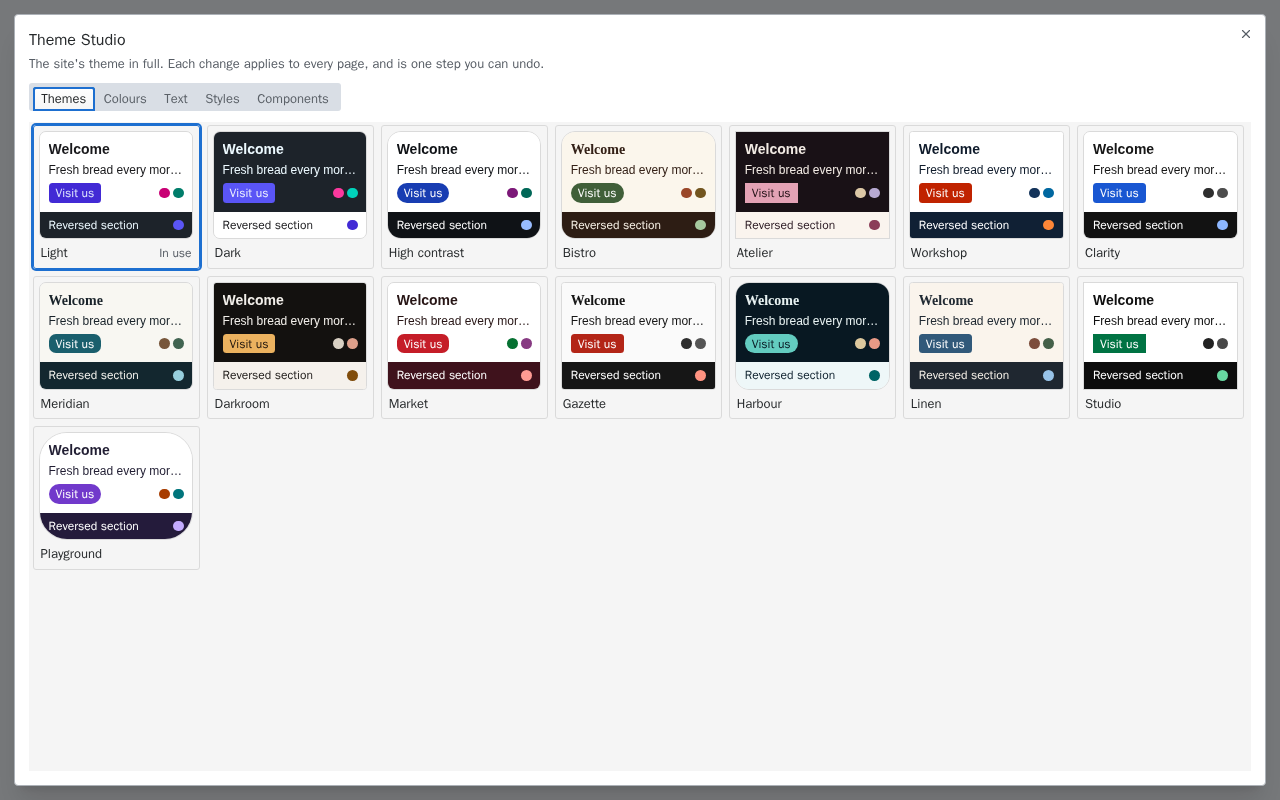 Theme Studio
×
The site's theme in full. Each change applies to every page, and is one step you can undo.
Themes Colours Text Styles Components
Welcome
Fresh bread every mor…
Visit us
Reversed section
Light In use
Welcome
Fresh bread every mor…
Visit us
Reversed section
Dark
Welcome
Fresh bread every mor…
Visit us
Reversed section
High contrast
Welcome
Fresh bread every mor…
Visit us
Reversed section
Bistro
Welcome
Fresh bread every mor…
Visit us
Reversed section
Atelier
Welcome
Fresh bread every mor…
Visit us
Reversed section
Workshop
Welcome
Fresh bread every mor…
Visit us
Reversed section
Clarity
Welcome
Fresh bread every mor…
Visit us
Reversed section
Meridian
Welcome
Fresh bread every mor…
Visit us
Reversed section
Darkroom
Welcome
Fresh bread every mor…
Visit us
Reversed section
Market
Welcome
Fresh bread every mor…
Visit us
Reversed section
Gazette
Welcome
Fresh bread every mor…
Visit us
Reversed section
Harbour
Welcome
Fresh bread every mor…
Visit us
Reversed section
Linen
Welcome
Fresh bread every mor…
Visit us
Reversed section
Studio
Welcome
Fresh bread every mor…
Visit us
Reversed section
Playground